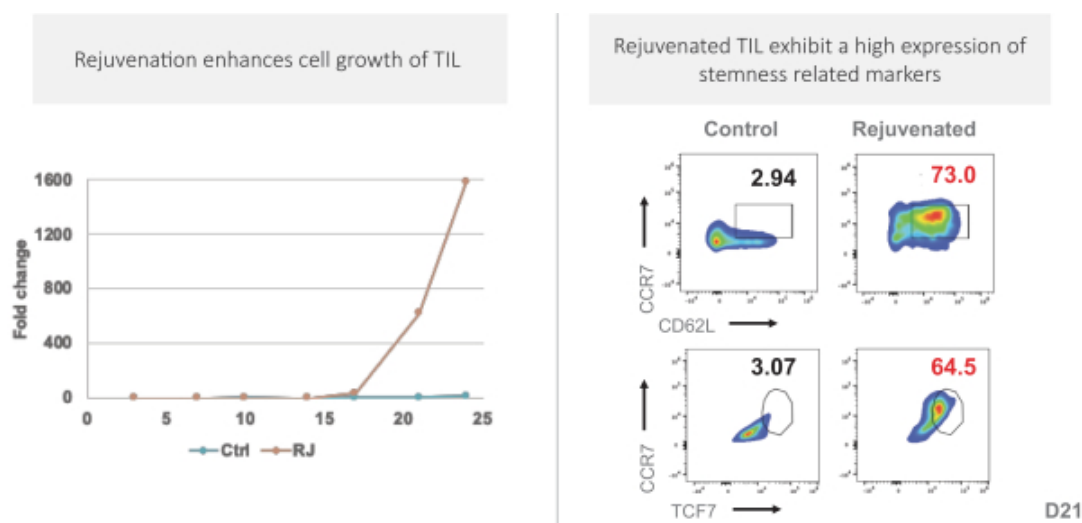 Rejuvenation enhances cell growth of TIL
1600
1200
800
400
0
Fold change
0 5 10 15 20 25
Ctrl RJ
Rejuvenated TIL exhibit a high expression of
stemness related markers
Control Rejuvenated
2.94 73.0
CCR7
CD62L
3.07 64.5
CCR7
TCF7
D21